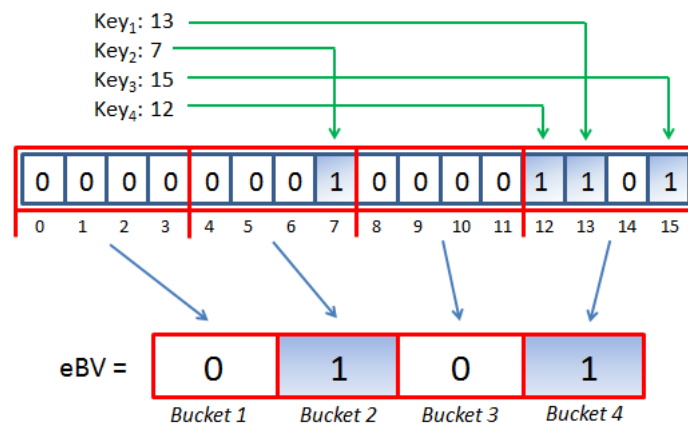 Key₁: 13
Key₂: 7
Key₃: 15
Key₄: 12
0 0 0 0 0 0 0 1 0 0 0 0 1 1 0 1
0 1 2 3 4 5 6 7 8 9 10 11 12 13 14 15
eBV = 0 1 0 1
Bucket 1 Bucket 2 Bucket 3 Bucket 4